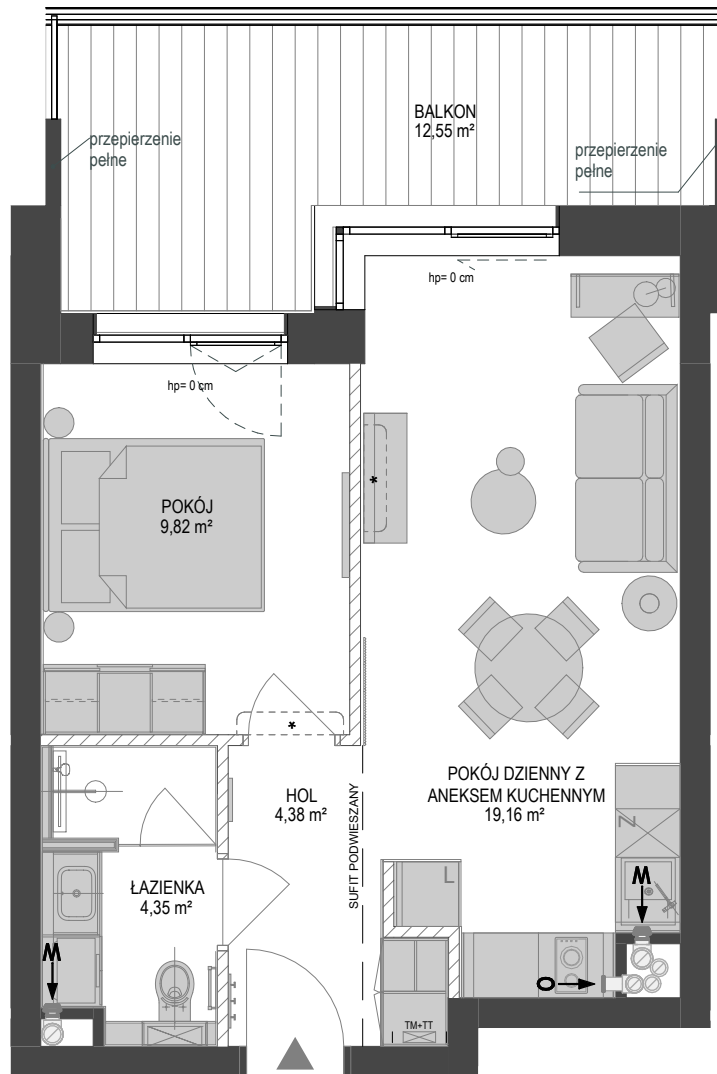 BALKON
12,55 m²
przepierzenie
pełne
przepierzenie
pełne
hp= 0 cm
hp= 0 cm
*
POKÓJ
9,82 m²
*
HOL
4,38 m²
SUFIT PODWIESZANY
POKÓJ DZIENNY Z
ANEKSEM KUCHENNYM
19,16 m²
Z
L
M
ŁAZIENKA
4,35 m²
M
O
TM+TT